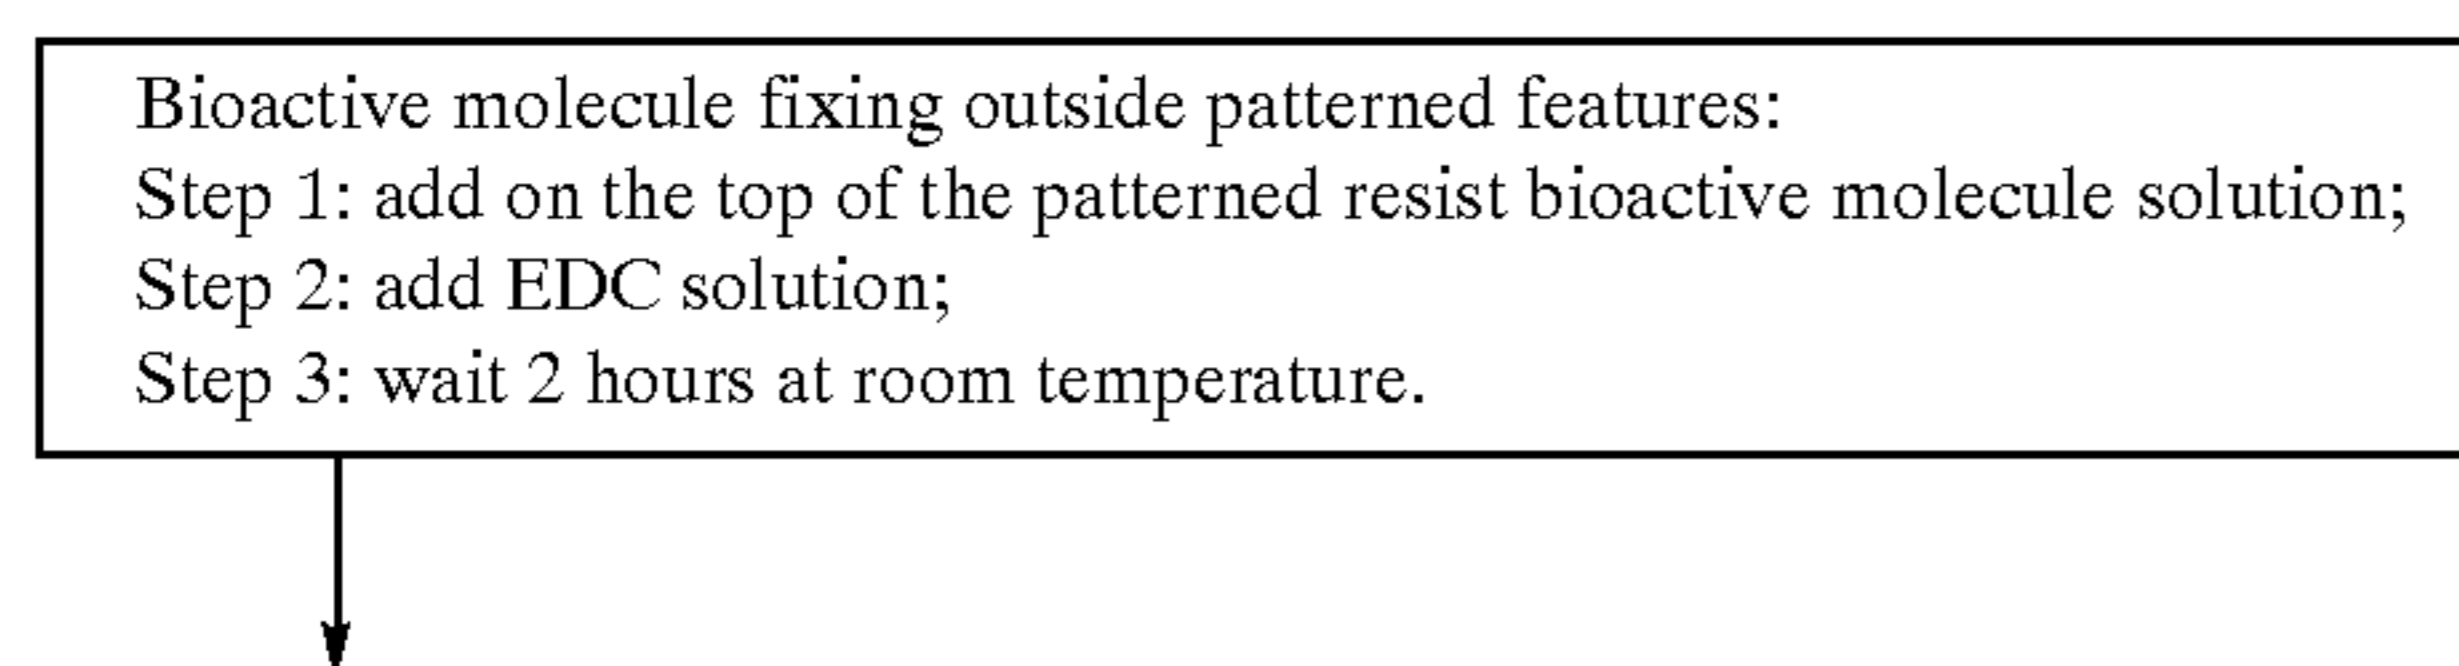 Bioactive molecule fixing outside patterned features:
Step 1: add on the top of the patterned resist bioactive molecule solution;
Step 2: add EDC solution;
Step 3: wait 2 hours at room temperature.